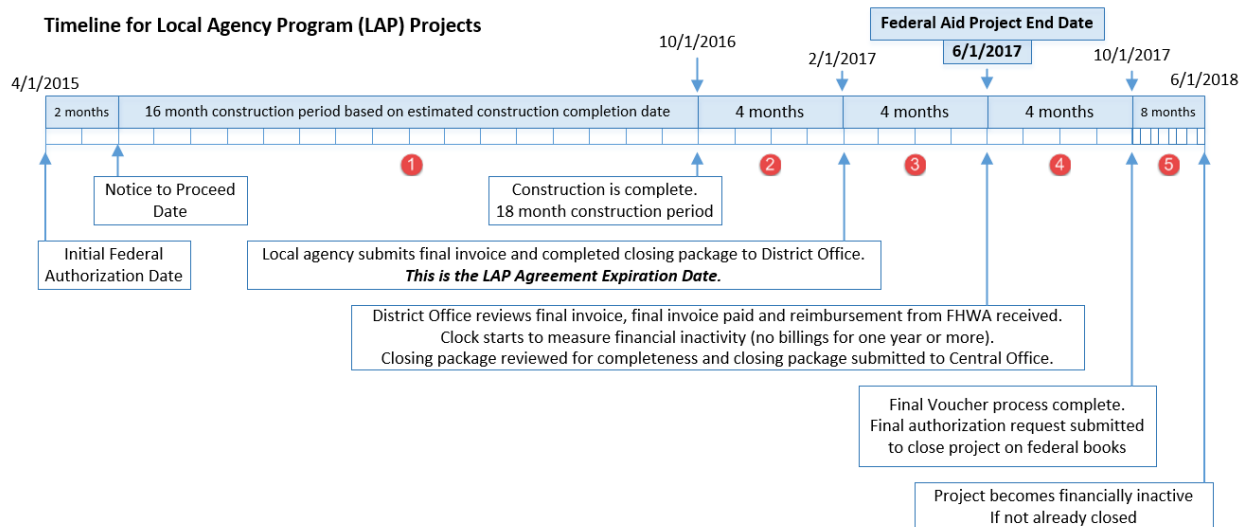 Timeline for Local Agency Program (LAP) Projects
Federal Aid Project End Date
6/1/2017
10/1/2016
2/1/2017
10/1/2017
4/1/2015
6/1/2018
2 months
16 month construction period based on estimated construction completion date
4 months
4 months
4 months
8 months
1
2
3
4
5
Notice to Proceed
Date
Construction is complete.
18 month construction period
Initial Federal
Authorization Date
Local agency submits final invoice and completed closing package to District Office.
This is the LAP Agreement Expiration Date.
District Office reviews final invoice, final invoice paid and reimbursement from FHWA received.
Clock starts to measure financial inactivity (no billings for one year or more).
Closing package reviewed for completeness and closing package submitted to Central Office.
Final Voucher process complete.
Final authorization request submitted
to close project on federal books
Project becomes financially inactive
If not already closed